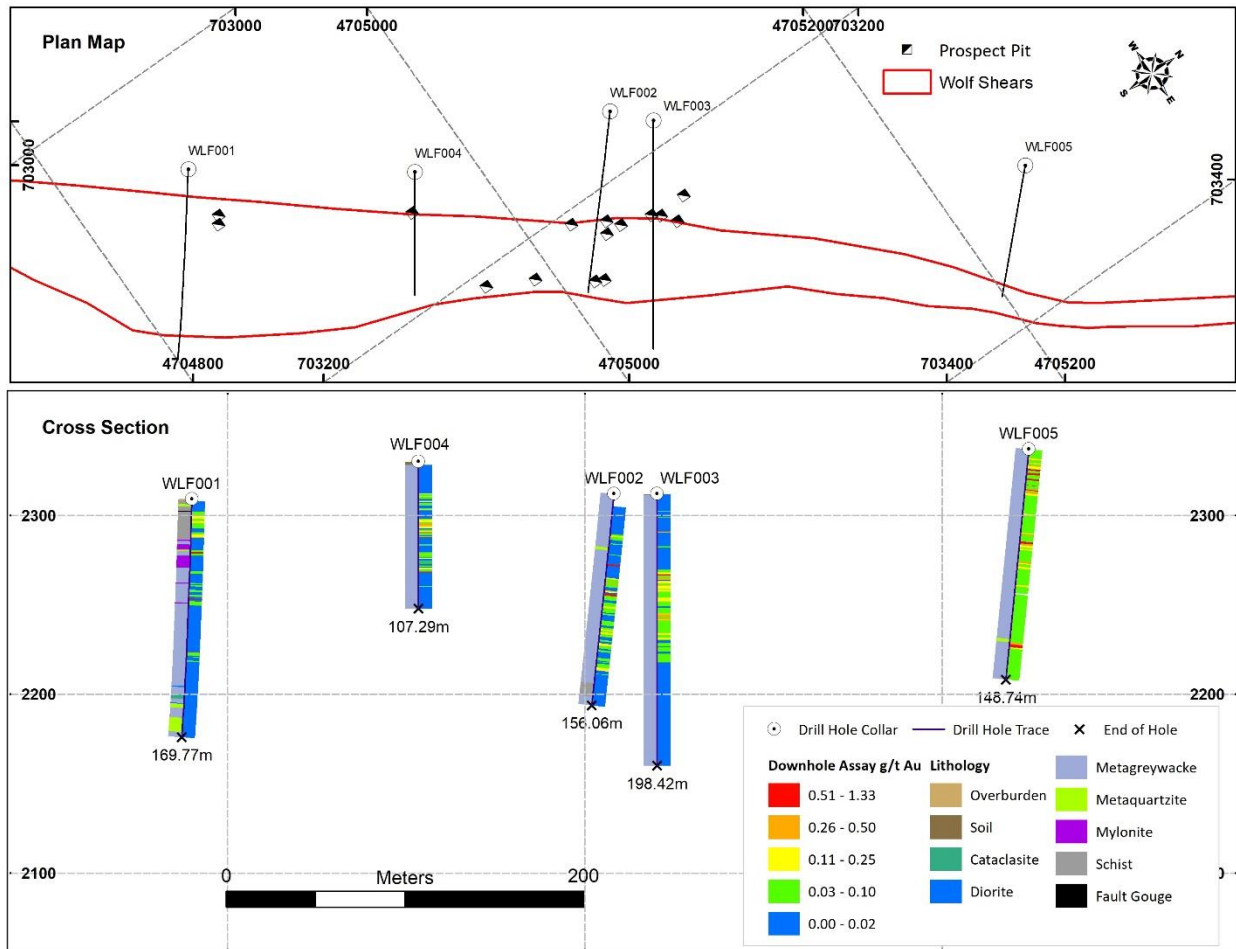 703000
4705000
4705200
703200
Plan Map
Prospect Pit
Wolf Shears
W
N
S
E
WLF002
WLF003
WLF001
WLF004
WLF005
703000
703400
4704800
703200
4705000
703400
4705200
Cross Section
WLF005
WLF004
WLF001
WLF002
WLF003
2300
2300
107.29m
2200
2200
148.74m
156.06m
169.77m
198.42m
Drill Hole Collar
Drill Hole Trace
End of Hole
Downhole Assay g/t Au
Lithology
Metagreywacke
0.51 - 1.33
Overburden
Metaquartzite
0.26 - 0.50
Soil
Mylonite
0.11 - 0.25
Cataclasite
Schist
0.03 - 0.10
Diorite
Fault Gouge
0.00 - 0.02
2100
0
Meters
200